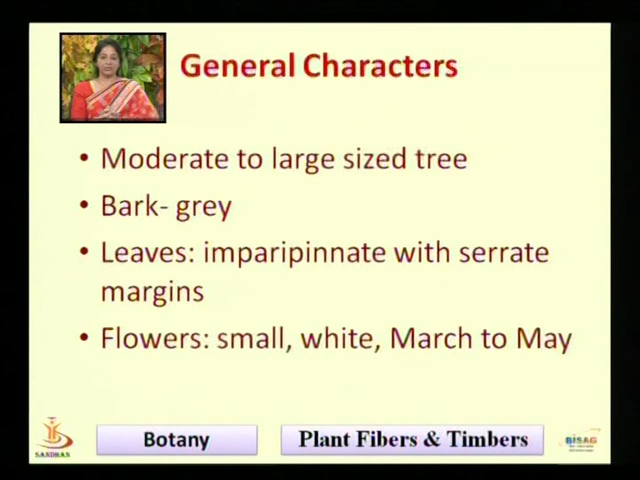 General Characters
• Moderate to large sized tree
• Bark- grey
• Leaves: imparipinnate with serrate
margins
• Flowers: small, white, March to May
SANDHAN
Botany
Plant Fibers & Timbers
BISAG